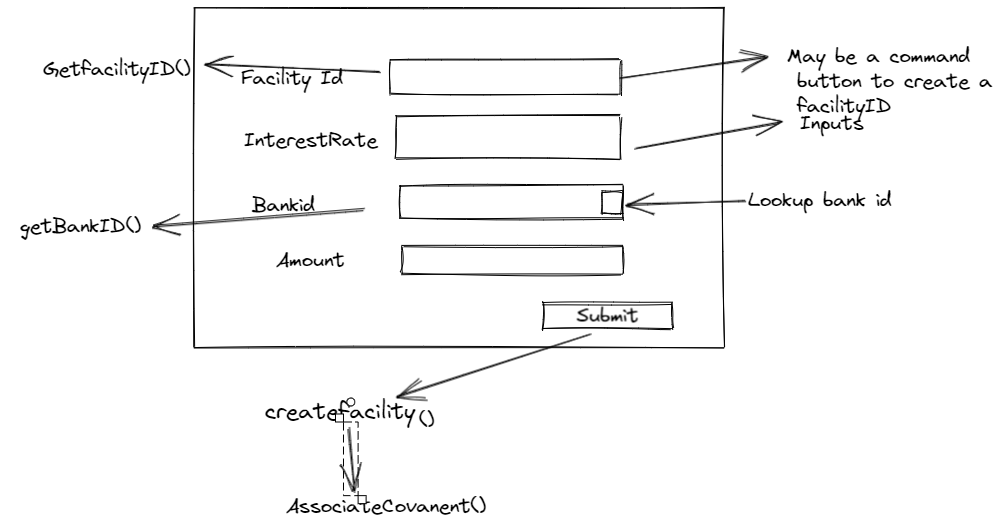 GetfacilityID()
Facility Id
May be a command
button to create a
facilityID
Inputs
InterestRate
Bankid
Lookup bank id
getBankID()
Amount
Submit
createfacility()
AssociateCovanent()